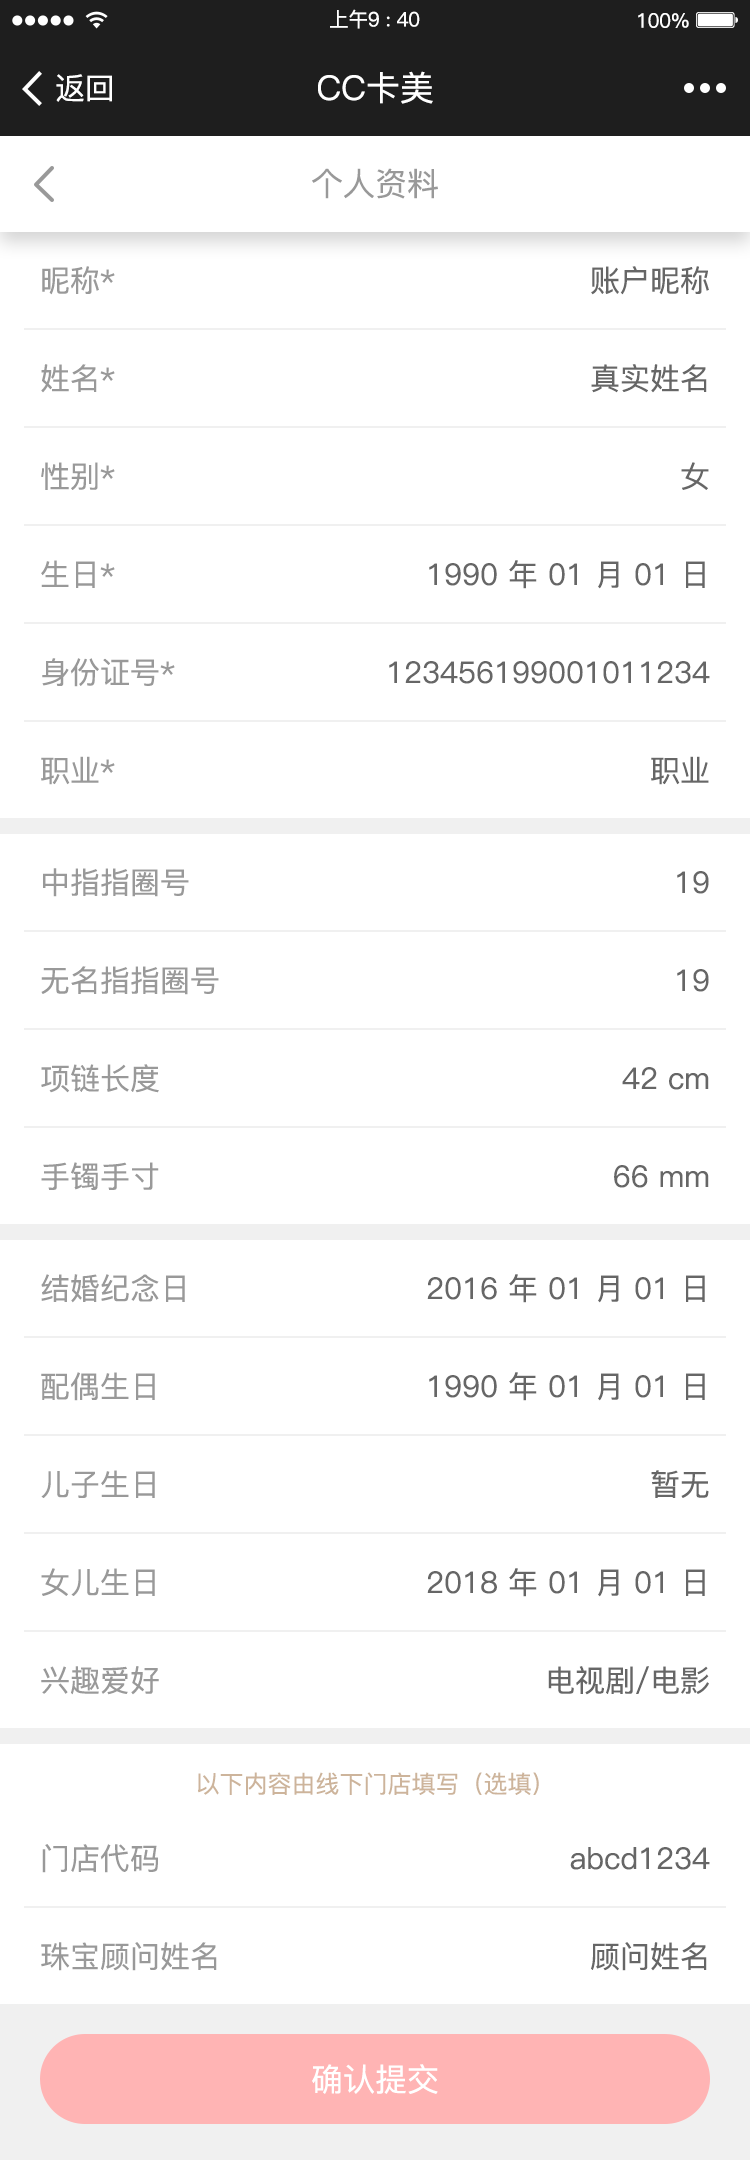 上午9：40
100%
返回
CC卡美
个人资料
昵称* 账户昵称
姓名* 真实姓名
性别* 女
生日* 1990 年 01 月 01 日
身份证号* 123456199001011234
职业* 职业
中指指圈号 19
无名指指圈号 19
项链长度 42 cm
手镯手寸 66 mm
结婚纪念日 2016 年 01 月 01 日
配偶生日 1990 年 01 月 01 日
儿子生日 暂无
女儿生日 2018 年 01 月 01 日
兴趣爱好 电视剧/电影
以下内容由线下门店填写（选填）
门店代码 abcd1234
珠宝顾问姓名 顾问姓名
确认提交